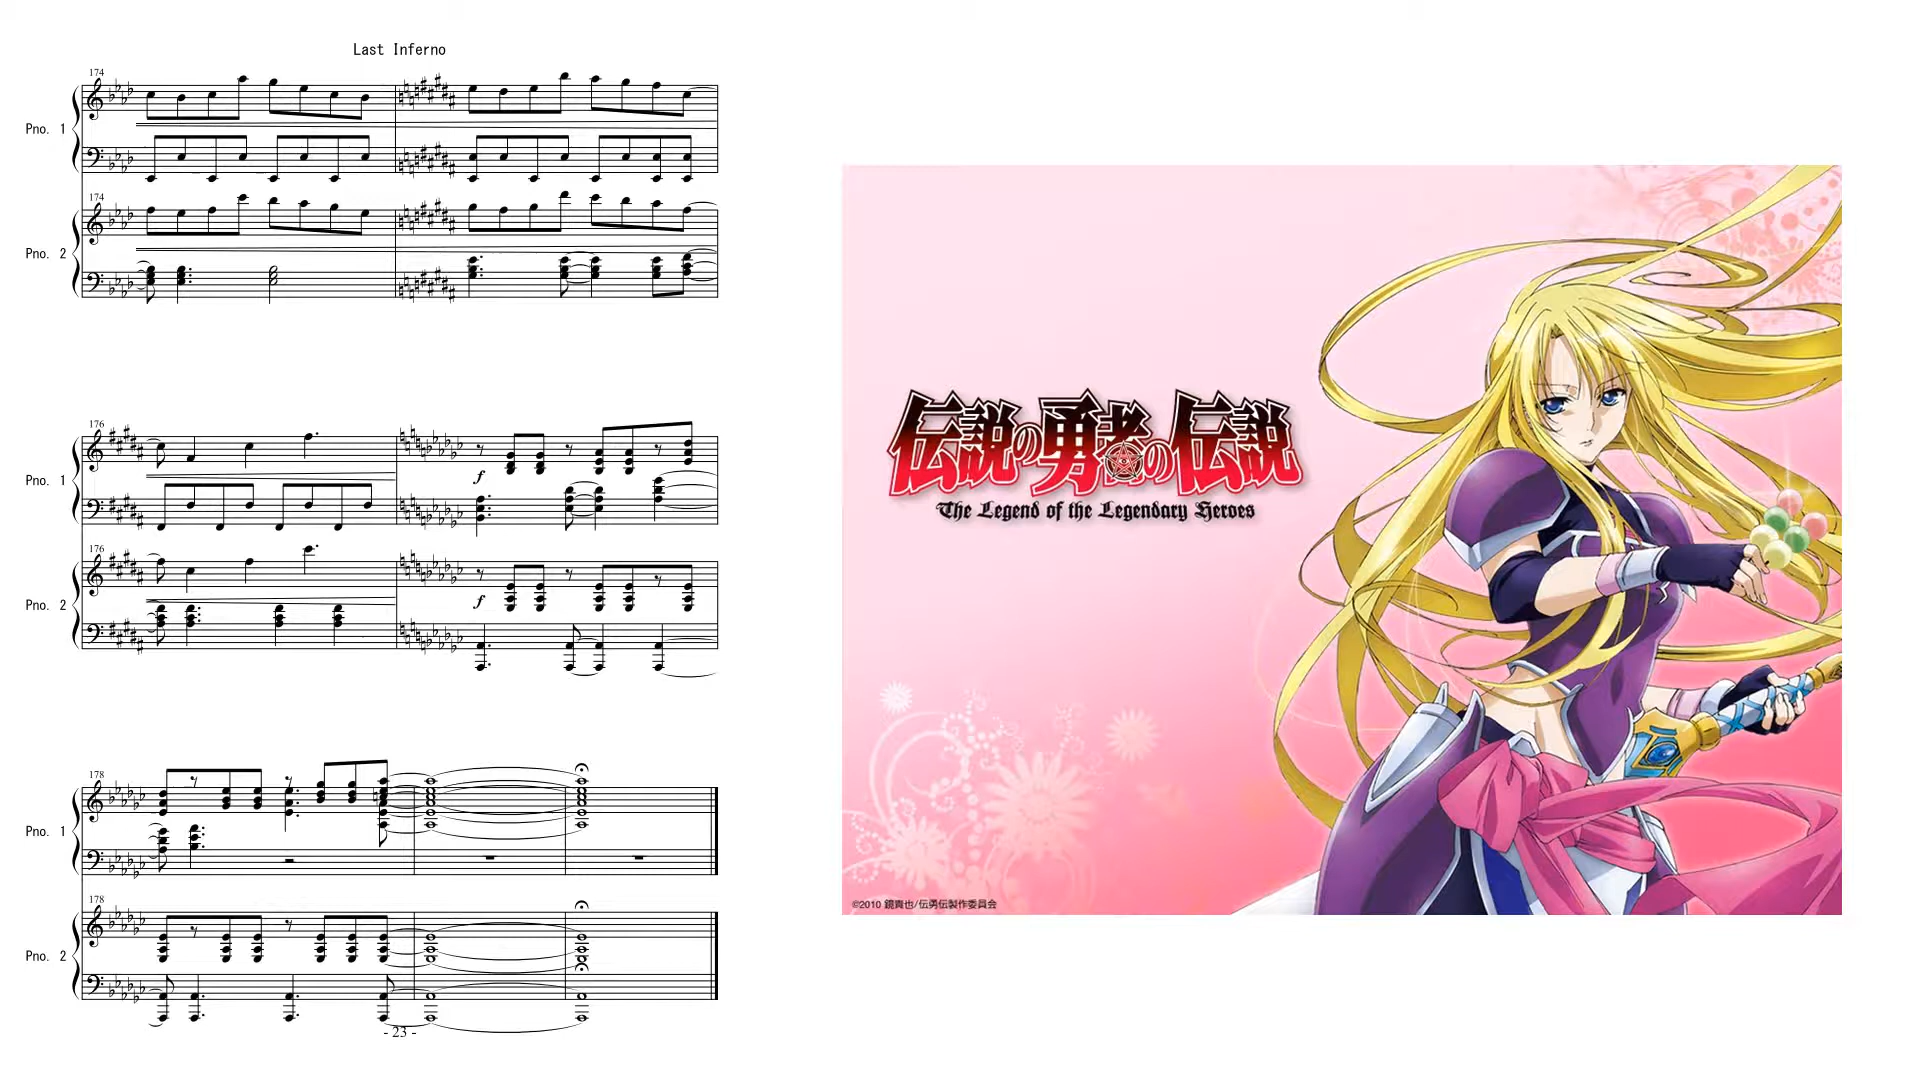 Last Inferno
174
Pno. 1
174
Pno. 2
176
Pno. 1
f
176
Pno. 2
f
178
Pno. 1
178
Pno. 2
- 23 -
伝説の勇者の伝説
The Legend of the Legendary Heroes
©2010 鏡貴也/伝勇伝製作委員会